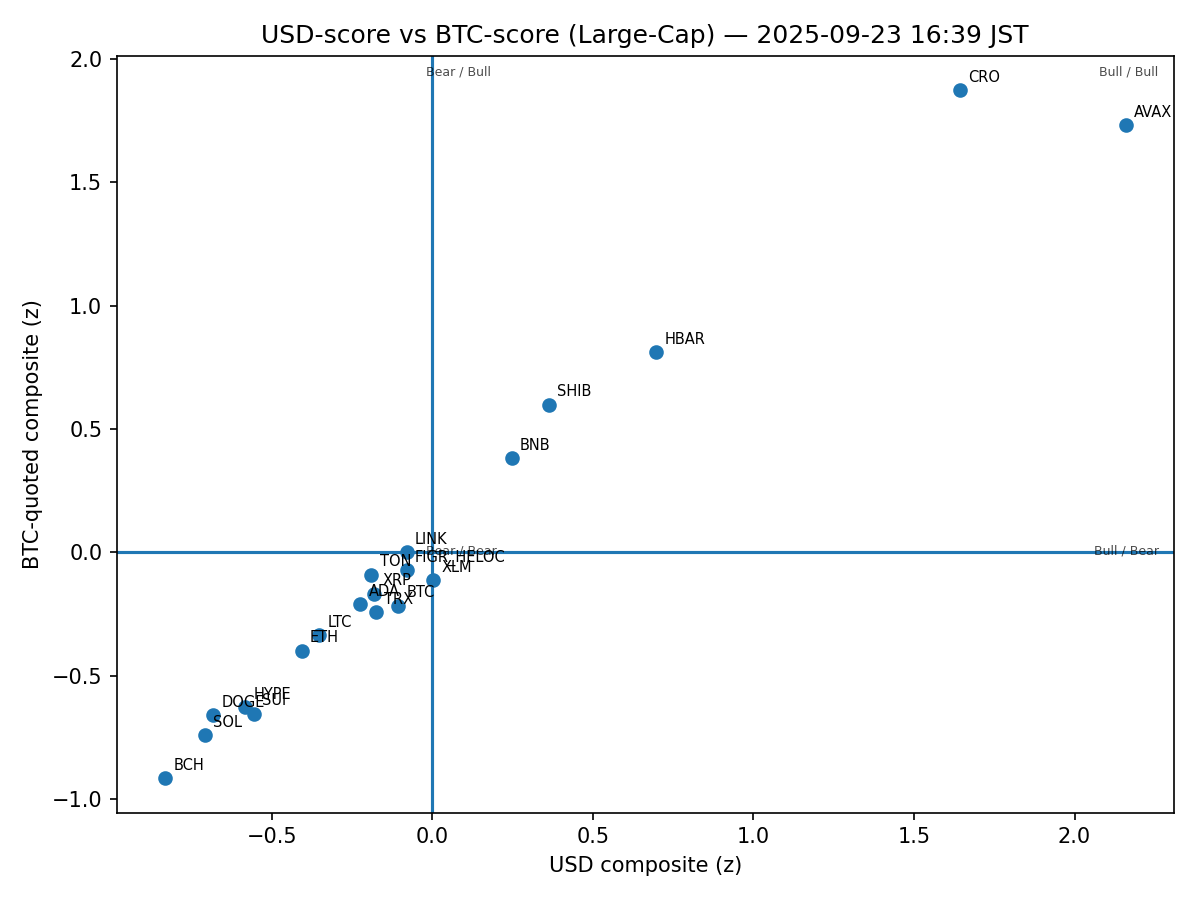 USD-score vs BTC-score (Large-Cap) — 2025-09-23 16:39 JST
2.0
Bear / Bull
Bull / Bull
CRO
AVAX
1.5
1.0
HBAR
SHIB
0.5
BNB
LINK
0.0
Bear / Bear
Bull / Bear
FIGR_HELOC
TON
XLM
XRP
ADA
BTC
TRX
LTC
ETH
−0.5
HYPE
SUI
DOGE
SOL
BCH
−1.0
−0.5
0.0
0.5
1.0
1.5
2.0
USD composite (z)
BTC-quoted composite (z)